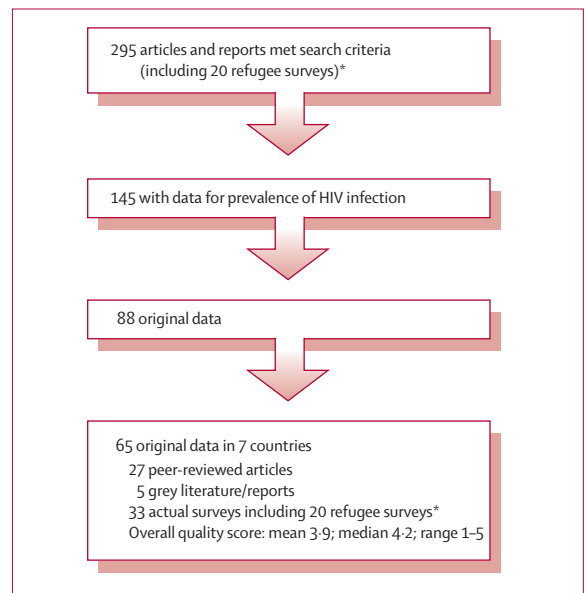 295 articles and reports met search criteria
(including 20 refugee surveys)*
145 with data for prevalence of HIV infection
88 original data
65 original data in 7 countries
27 peer-reviewed articles
5 grey literature/reports
33 actual surveys including 20 refugee surveys*
Overall quality score: mean 3·9; median 4·2; range 1–5